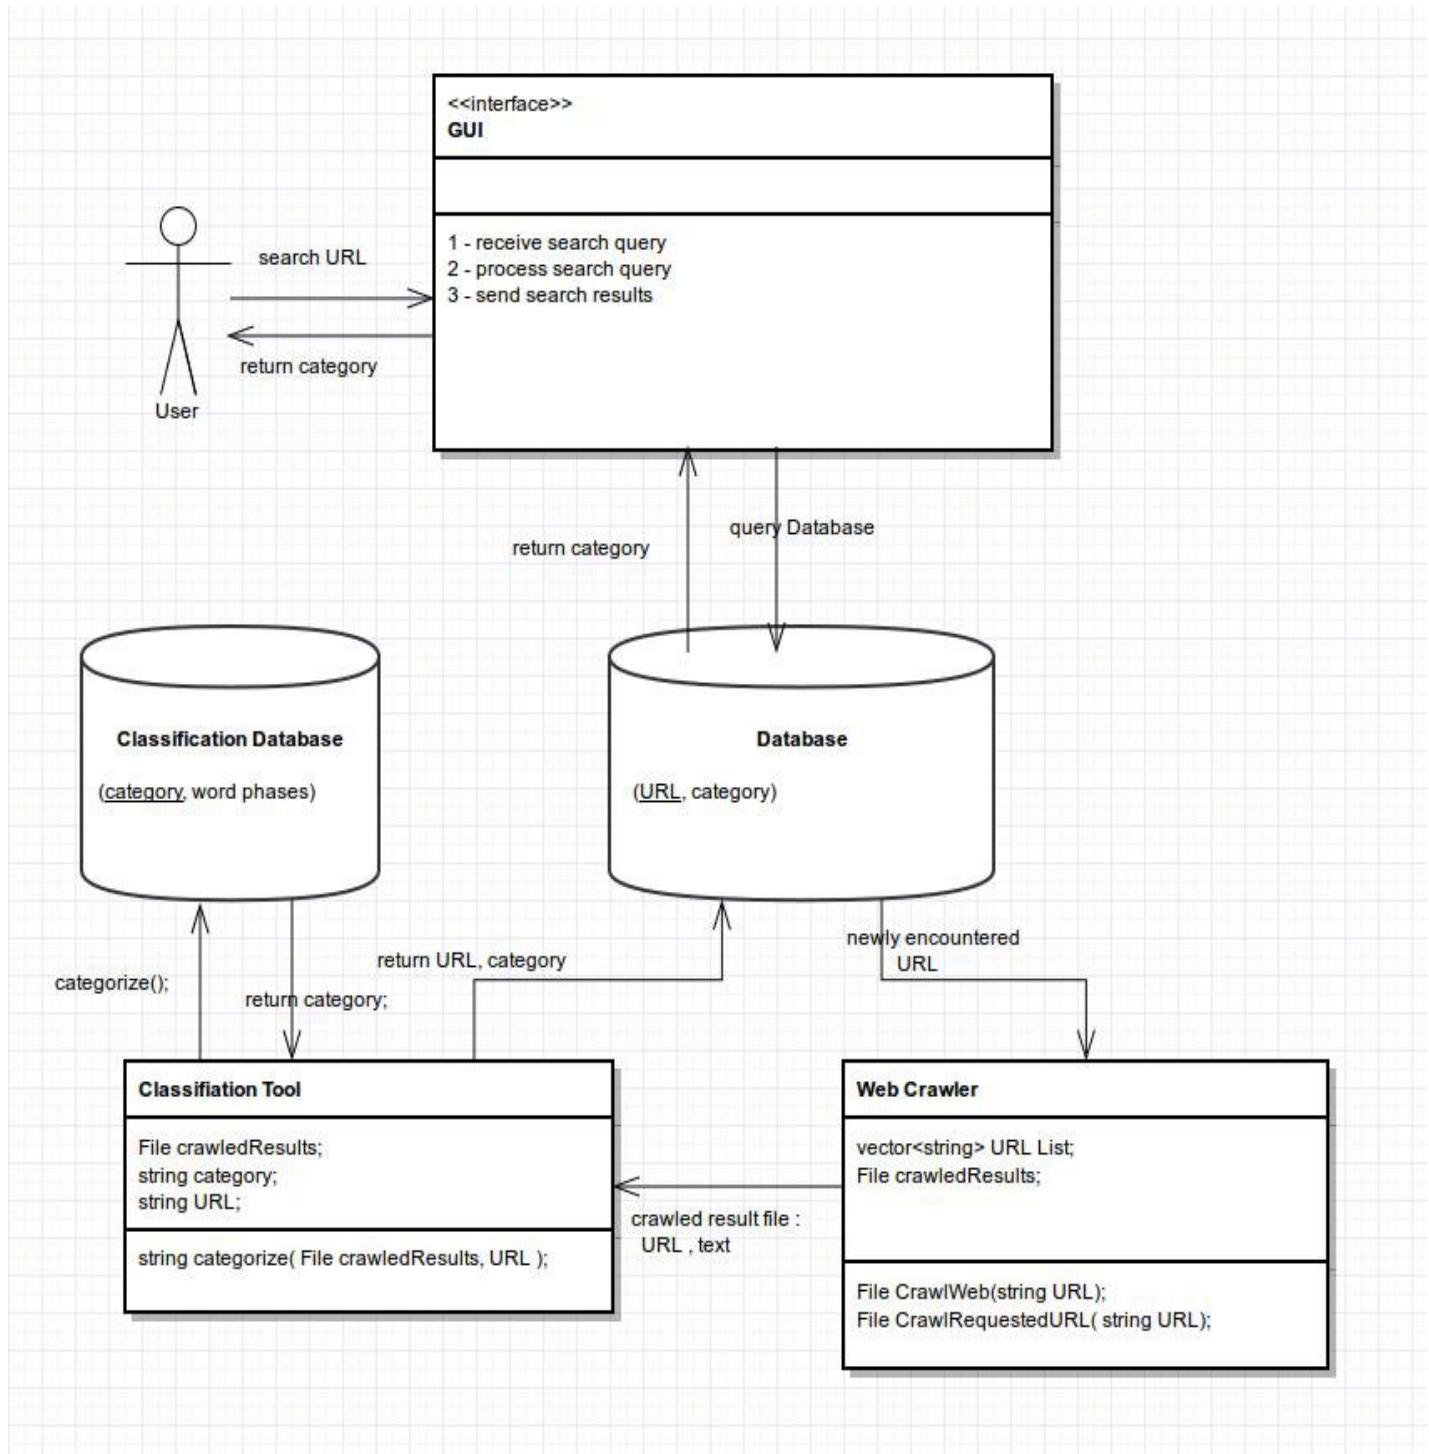 <<interface>>
GUI
1 - receive search query
2 - process search query
3 - send search results
search URL
return category
User
return category
query Database
Classification Database
(category, word phases)
Database
(URL, category)
categorize();
return category;
return URL, category
newly encountered
URL
Classifiation Tool
File crawledResults;
string category;
string URL;
string categorize( File crawledResults, URL );
crawled result file :
URL , text
Web Crawler
vector<string> URL List;
File crawledResults;
File CrawlWeb(string URL);
File CrawlRequestedURL( string URL);